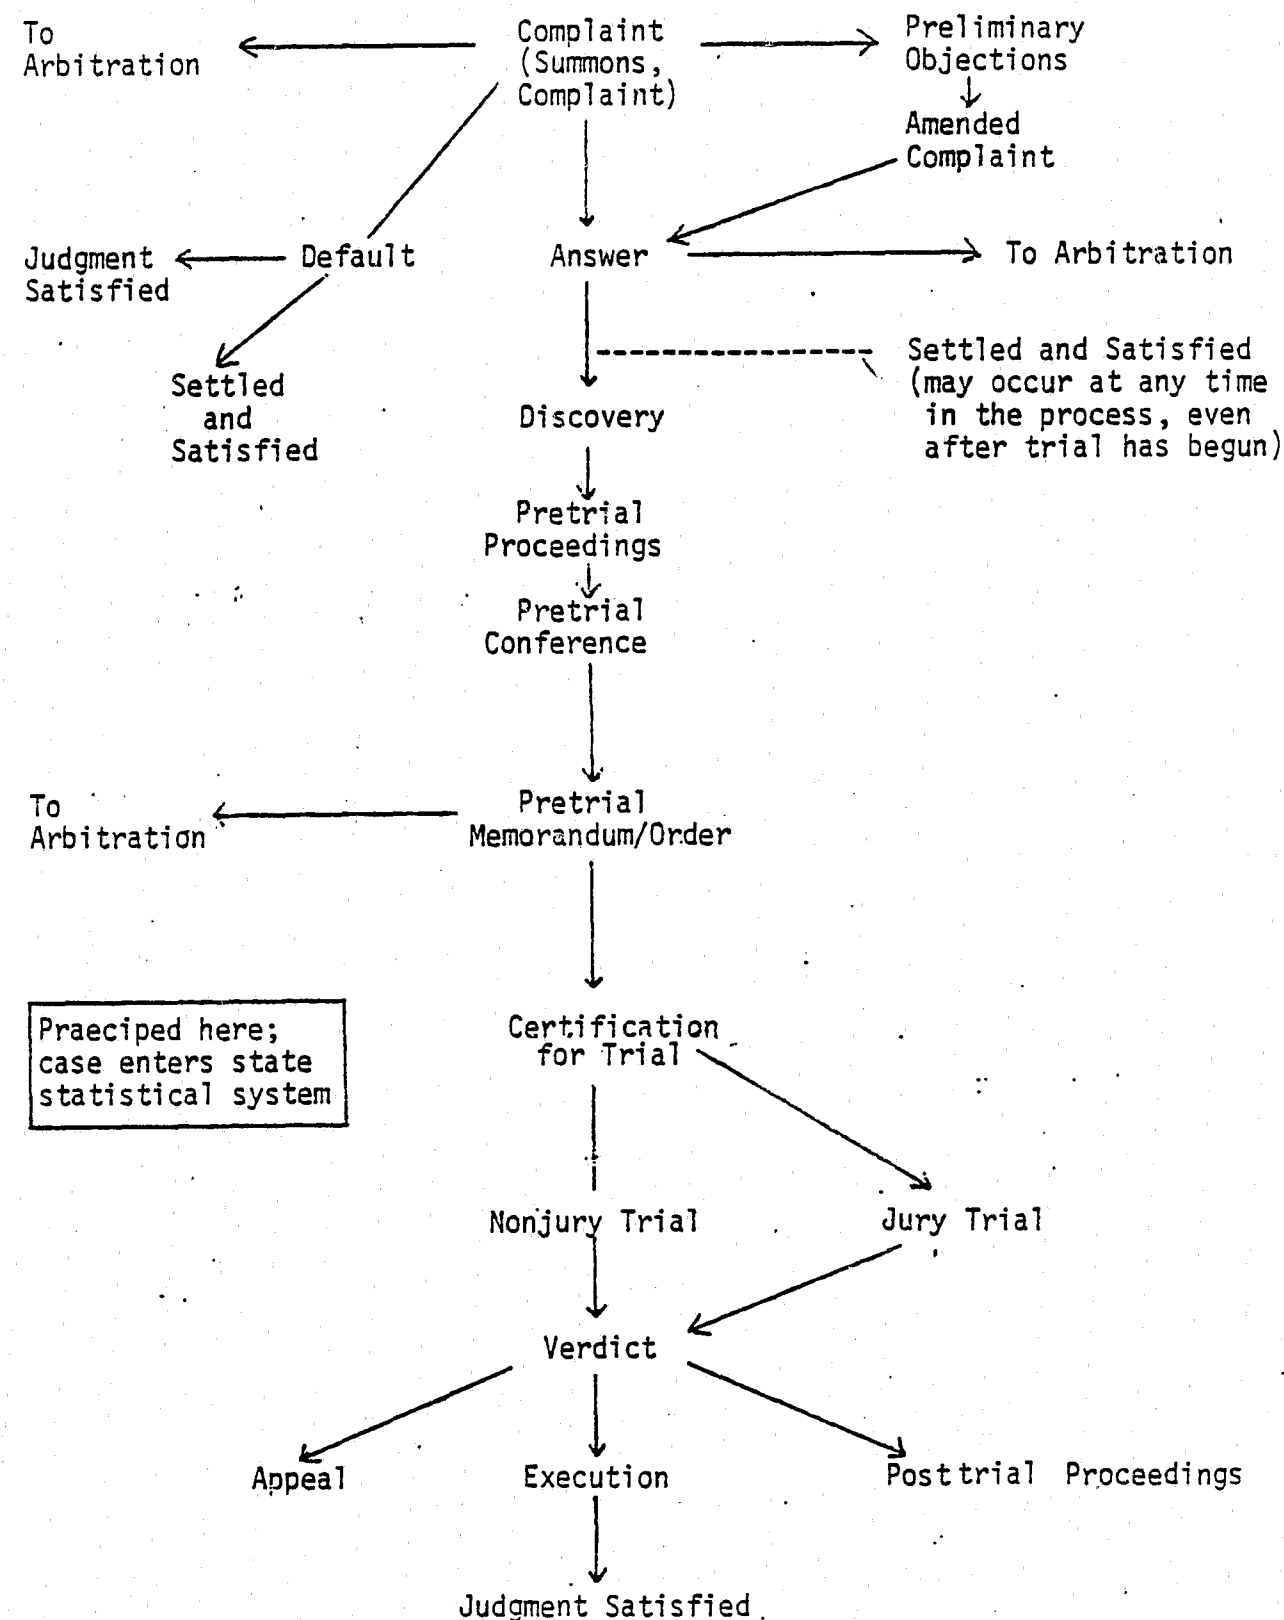 To
Arbitration
Complaint
(Summons,
Complaint)
Preliminary
Objections
Amended
Complaint
Judgment
Satisfied
Default
Answer
To Arbitration
Settled
and
Satisfied
Settled and Satisfied
(may occur at any time
in the process, even
after trial has begun)
Discovery
Pretrial
Proceedings
Pretrial
Conference
To
Arbitration
Pretrial
Memorandum/Order
Praeciped here;
case enters state
statistical system
Certification
for Trial
Nonjury Trial
Jury Trial
Verdict
Appeal
Execution
Posttrial Proceedings
Judgment Satisfied